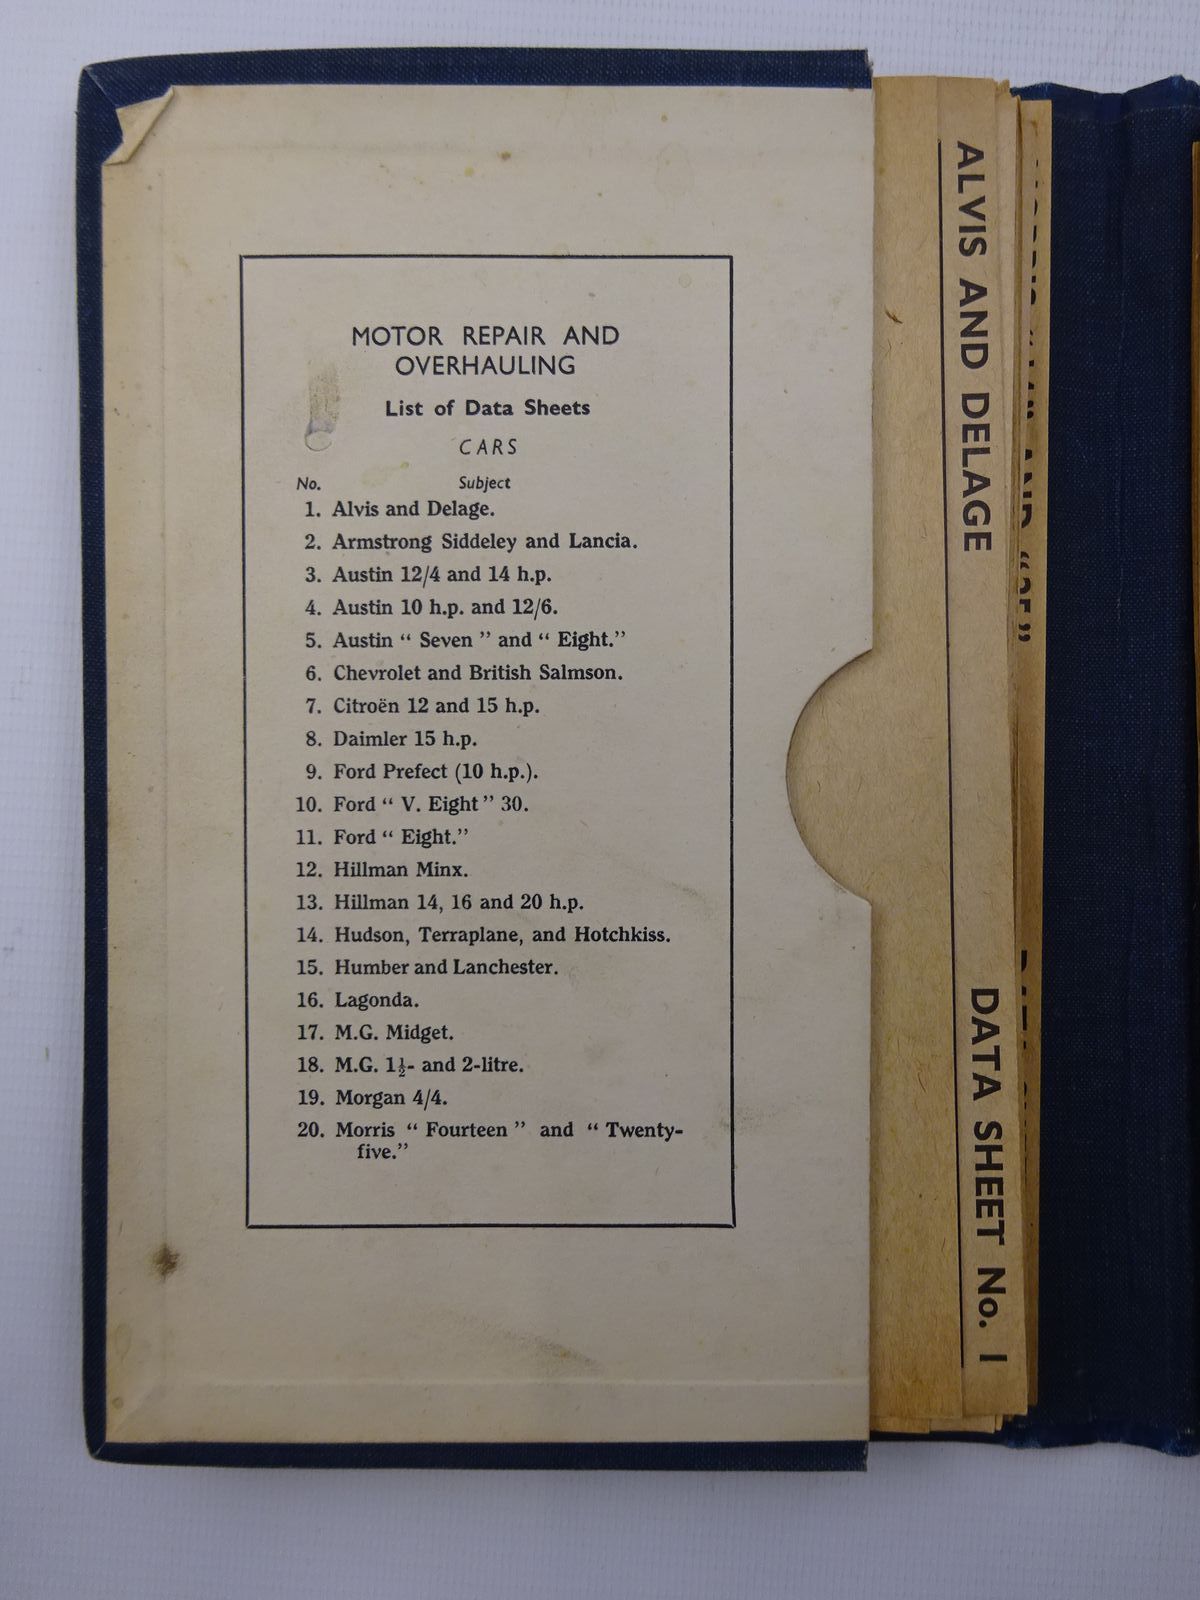 MOTOR REPAIR AND
OVERHAULING
List of Data Sheets
CARS
No. Subject
1. Alvis and Delage.
2. Armstrong Siddeley and Lancia.
3. Austin 12/4 and 14 h.p.
4. Austin 10 h.p. and 12/6.
5. Austin “ Seven ” and “ Eight.”
6. Chevrolet and British Salmson.
7. Citroën 12 and 15 h.p.
8. Daimler 15 h.p.
9. Ford Prefect (10 h.p.).
10. Ford “ V. Eight ” 30.
11. Ford “ Eight.”
12. Hillman Minx.
13. Hillman 14, 16 and 20 h.p.
14. Hudson, Terraplane, and Hotchkiss.
15. Humber and Lanchester.
16. Lagonda.
17. M.G. Midget.
18. M.G. 1½- and 2-litre.
19. Morgan 4/4.
20. Morris “ Fourteen ” and “ Twenty-
five.”
ALVIS AND DELAGE DATA SHEET No. 1